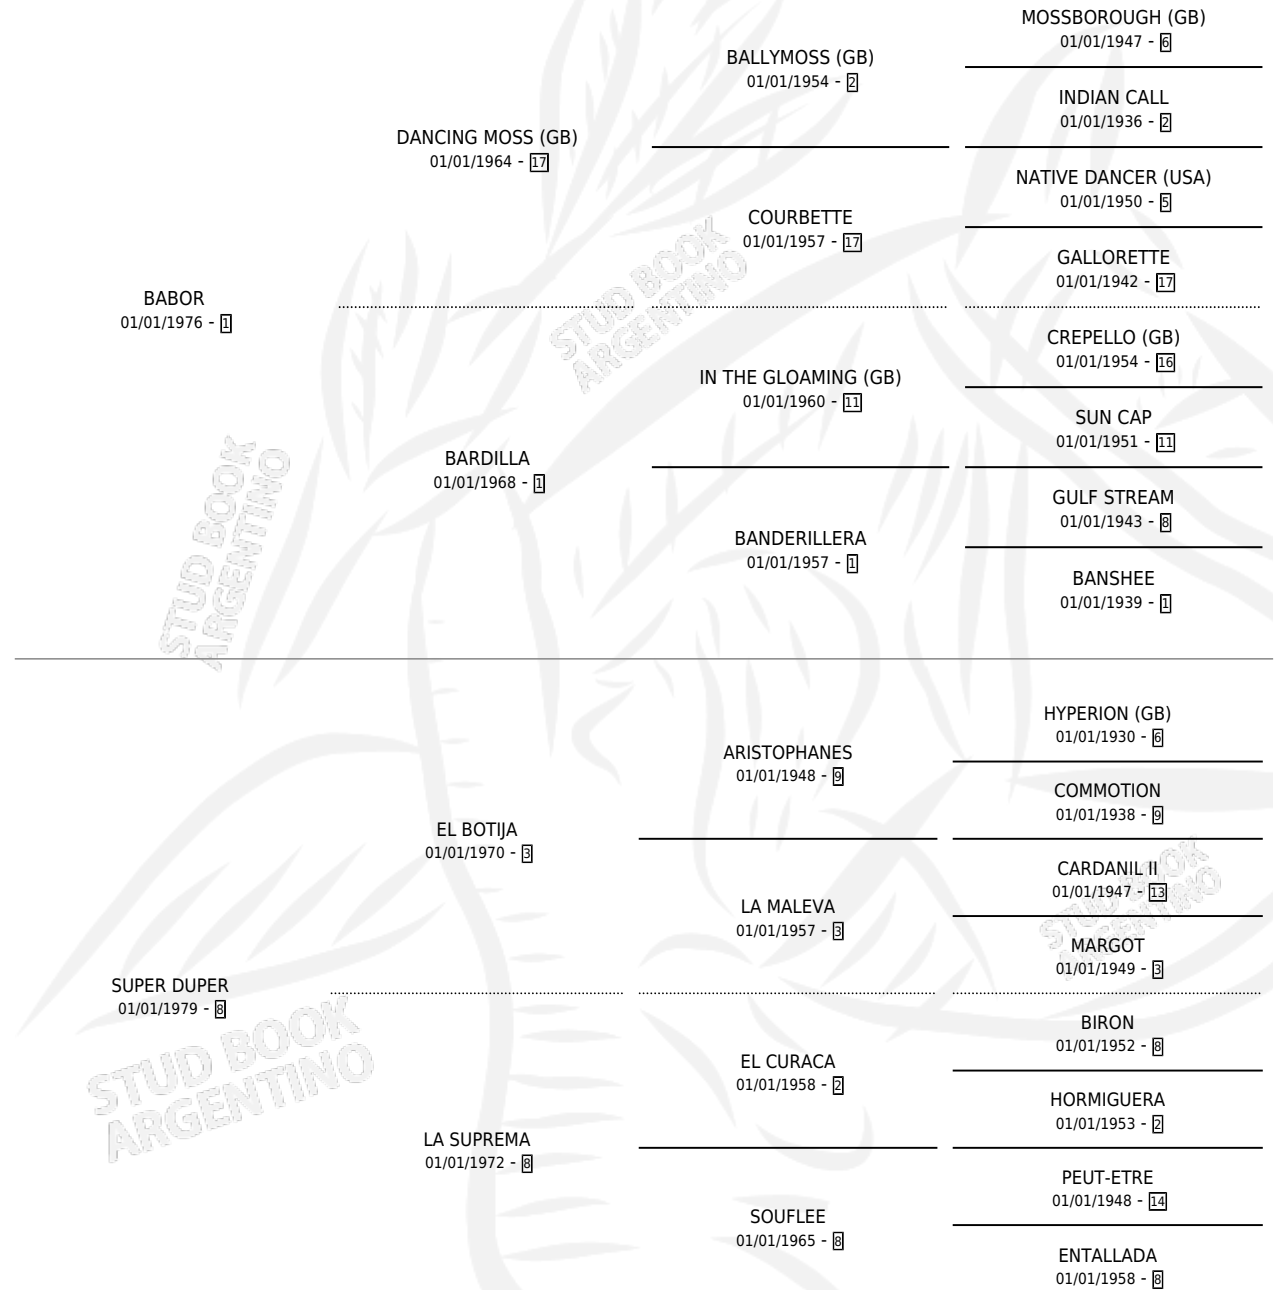 MOSSBOROUGH (GB)
01/01/1947 - 6
BALLYMOSS (GB)
01/01/1954 - 2
INDIAN CALL
01/01/1936 - 2
DANCING MOSS (GB)
01/01/1964 - 17
NATIVE DANCER (USA)
01/01/1950 - 5
COURBETTE
01/01/1957 - 17
GALLORETTE
01/01/1942 - 17
BABOR
01/01/1976 - 1
CREPELLO (GB)
01/01/1954 - 16
IN THE GLOAMING (GB)
01/01/1960 - 11
SUN CAP
01/01/1951 - 11
BARDILLA
01/01/1968 - 1
GULF STREAM
01/01/1943 - 8
BANDERILLERA
01/01/1957 - 1
BANSHEE
01/01/1939 - 1
HYPERION (GB)
01/01/1930 - 6
ARISTOPHANES
01/01/1948 - 9
COMMOTION
01/01/1938 - 9
EL BOTIJA
01/01/1970 - 3
CARDANIL II
01/01/1947 - 13
LA MALEVA
01/01/1957 - 3
MARGOT
01/01/1949 - 3
SUPER DUPER
01/01/1979 - 8
BIRON
01/01/1952 - 8
EL CURACA
01/01/1958 - 2
HORMIGUERA
01/01/1953 - 2
LA SUPREMA
01/01/1972 - 8
PEUT-ETRE
01/01/1948 - 14
SOUFLEE
01/01/1965 - 8
ENTALLADA
01/01/1958 - 8
STUD BOOK
ARGENTINO
STUD BOOK
ARGENTINO
STUD BOOK
ARGENTINO
STUD BOOK
ARGENTINO